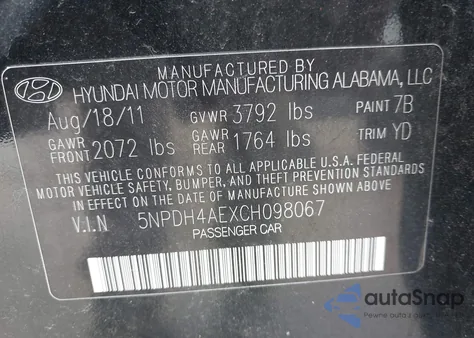 MANUFACTURED BY
HYUNDAI MOTOR MANUFACTURING ALABAMA, LLC
Aug/18/11 GVWR 3792 lbs PAINT 7B
GAWR FRONT 2072 lbs GAWR REAR 1764 lbs TRIM YD
THIS VEHICLE CONFORMS TO ALL APPLICABLE U.S.A. FEDERAL
MOTOR VEHICLE SAFETY, BUMPER, AND THEFT PREVENTION
STANDARDS IN EFFECT ON THE DATE OF MANUFACTURE SHOWN ABOVE.
V.I.N 5NPDH4AEXCH098067
PASSENGER CAR
autoSnap